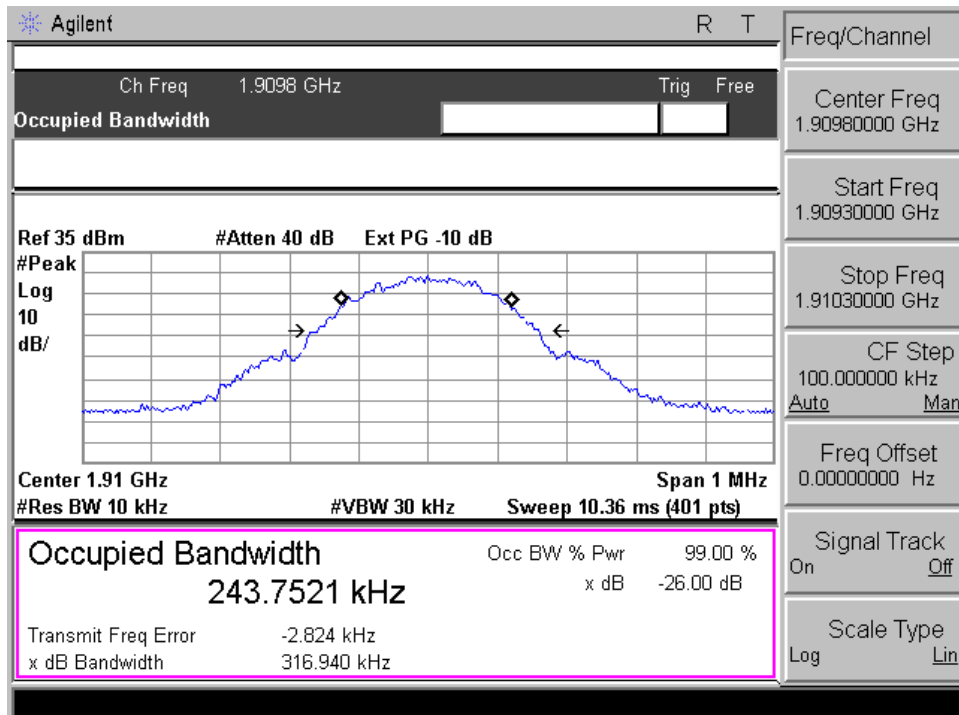 Agilent R T
Ch Freq 1.9098 GHz Trig Free
Occupied Bandwidth
Ref 35 dBm #Atten 40 dB Ext PG -10 dB
#Peak
Log
10
dB/
Center 1.91 GHz Span 1 MHz
#Res BW 10 kHz #VBW 30 kHz Sweep 10.36 ms (401 pts)
Occupied Bandwidth Occ BW % Pwr 99.00 %
243.7521 kHz x dB -26.00 dB
Transmit Freq Error -2.824 kHz
x dB Bandwidth 316.940 kHz
Freq/Channel
Center Freq
1.90980000 GHz
Start Freq
1.90930000 GHz
Stop Freq
1.91030000 GHz
CF Step
100.000000 kHz
Auto Man
Freq Offset
0.00000000 Hz
Signal Track
On Off
Scale Type
Log Lin